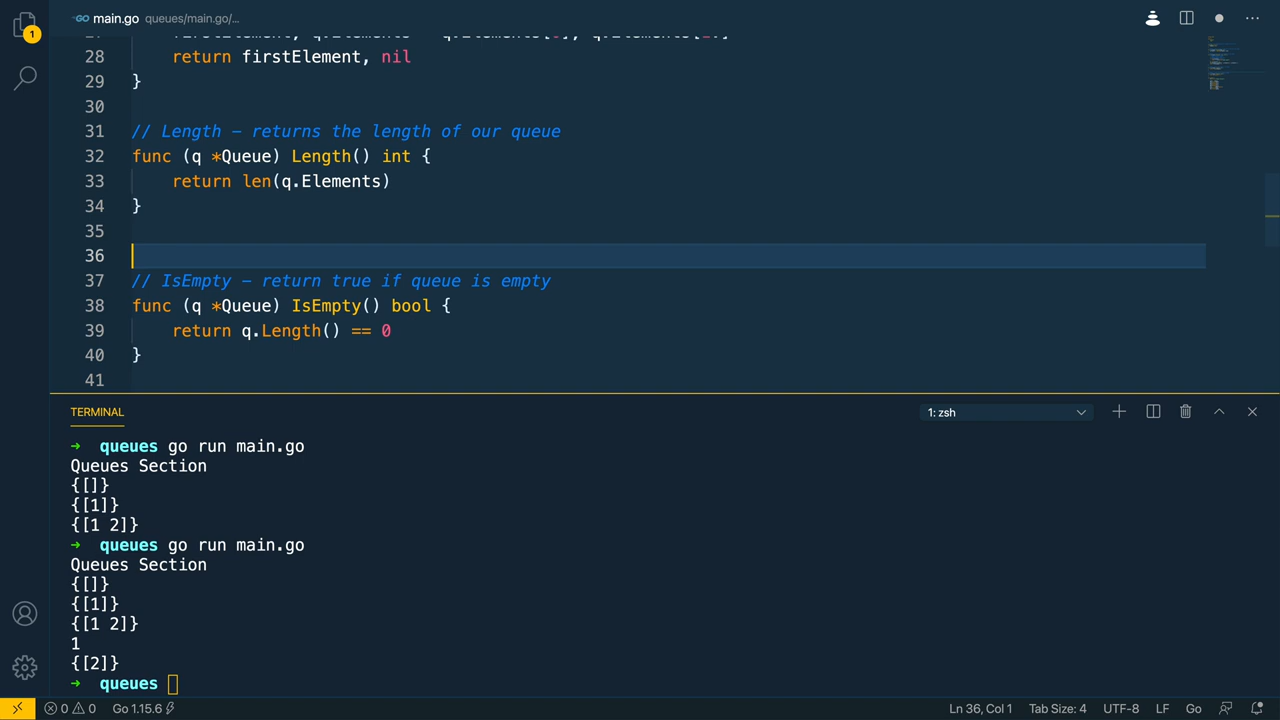 GO main.go queues/main.go/...
1
28 return firstElement, nil
29 }
30
31 // Length – returns the length of our queue
32 func (q *Queue) Length() int {
33 return len(q.Elements)
34 }
35
36
37 // IsEmpty – return true if queue is empty
38 func (q *Queue) IsEmpty() bool {
39 return q.Length() == 0
40 }
41
TERMINAL
1: zsh
➜ queues go run main.go
Queues Section
{[]}
{[1]}
{[1 2]}
➜ queues go run main.go
Queues Section
{[]}
{[1]}
{[1 2]}
1
{[2]}
➜ queues
0 0 Go 1.15.6 Ln 36, Col 1 Tab Size: 4 UTF-8 LF Go